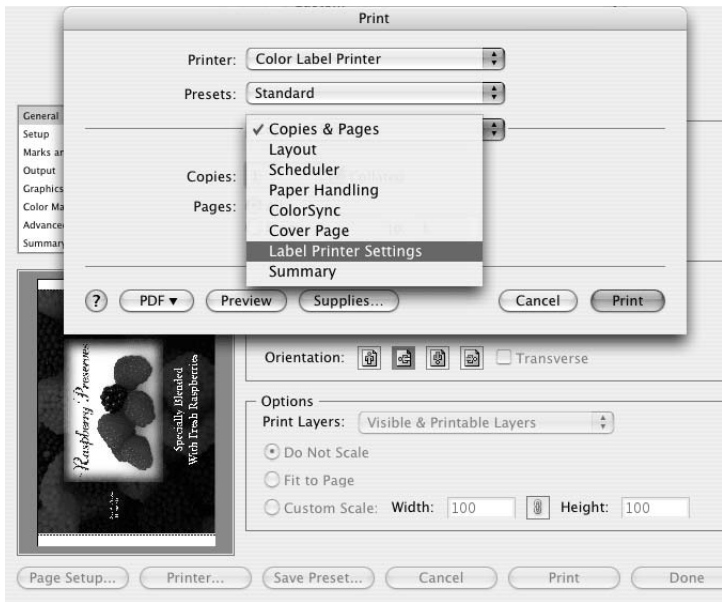 Print
Printer: Color Label Printer
Presets: Standard
General
Setup
Marks an
Output
Graphics
Color Ma
Advance
Summary
✓ Copies & Pages
Layout
Scheduler
Paper Handling
ColorSync
Cover Page
Label Printer Settings
Summary
Copies:
Pages:
? PDF▼ Preview Supplies... Cancel Print
Raspberry Preserves
Specially Blended
With Fresh Raspberries
Orientation: Transverse
Options
Print Layers: Visible & Printable Layers
Do Not Scale
Fit to Page
Custom Scale: Width: 100 Height: 100
Page Setup... Printer... Save Preset... Cancel Print Done